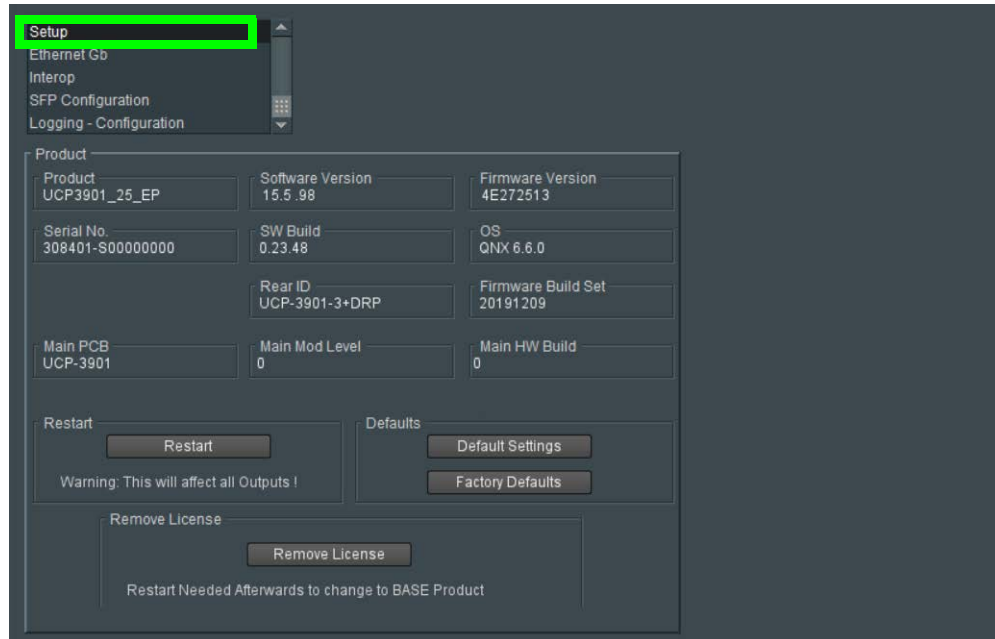 Setup
Ethernet Gb
Interop
SFP Configuration
Logging - Configuration
Product
Product
UCP3901_25_EP
Software Version
15.5 .98
Firmware Version
4E272513
Serial No.
308401-S00000000
SW Build
0.23.48
OS
QNX 6.6.0
Rear ID
UCP-3901-3+DRP
Firmware Build Set
20191209
Main PCB
UCP-3901
Main Mod Level
0
Main HW Build
0
Restart
Restart
Warning: This will affect all Outputs !
Defaults
Default Settings
Factory Defaults
Remove License
Remove License
Restart Needed Afterwards to change to BASE Product